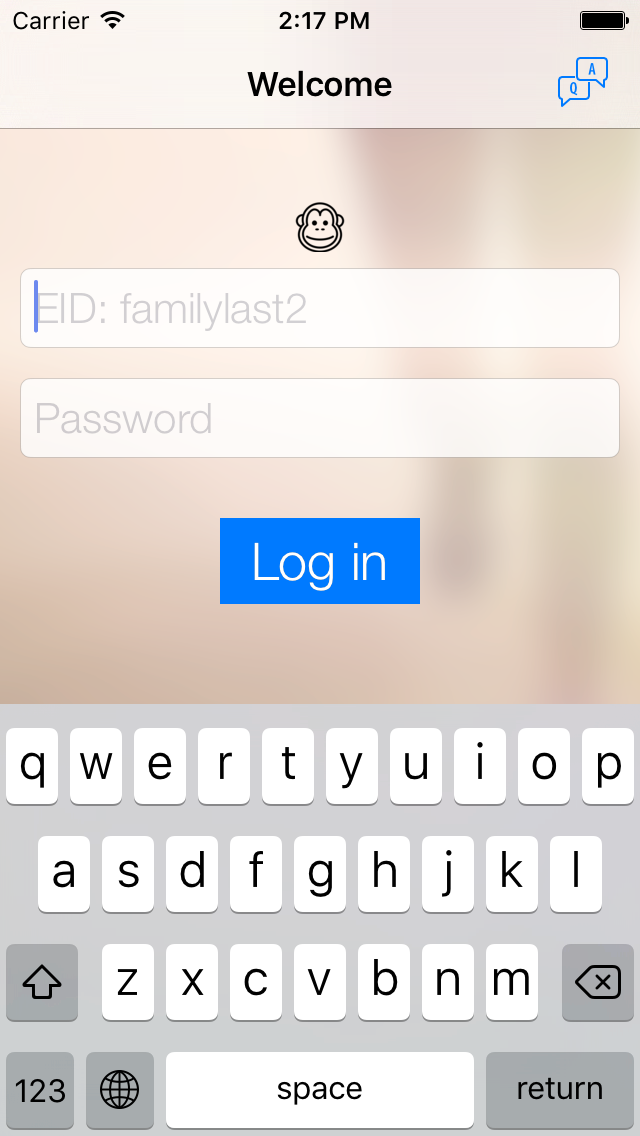 Carrier 2:17 PM
Welcome
A
Q
EID: familylast2
Password
Log in
q w e r t y u i o p
a s d f g h j k l
z x c v b n m
123 space return